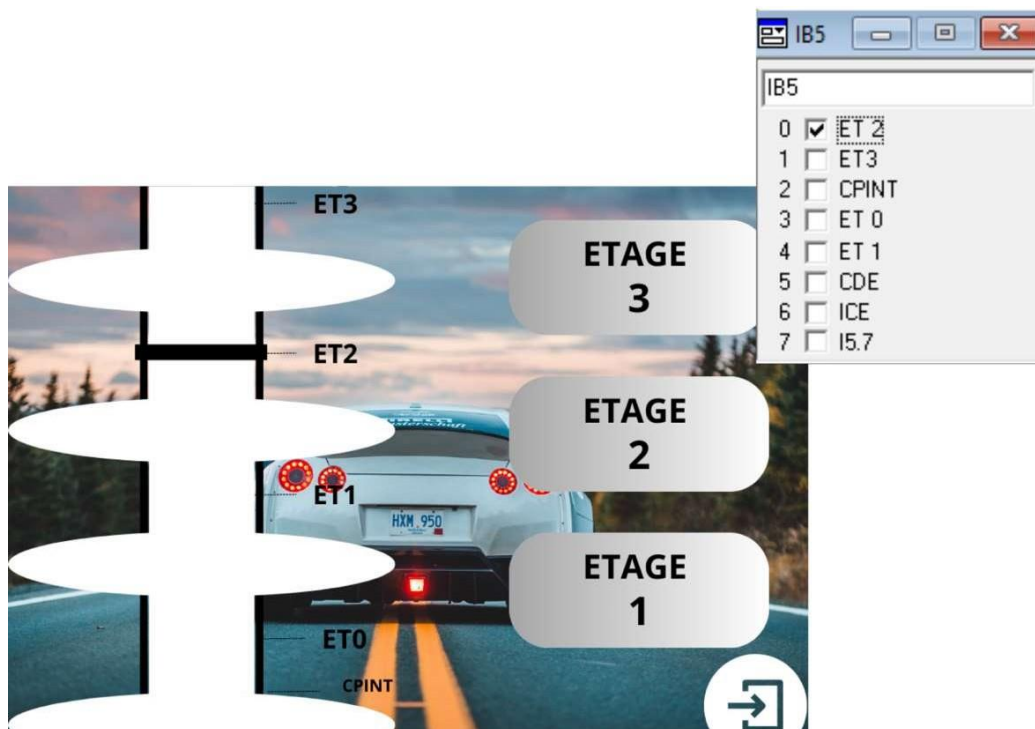 IB5
IB5
0 ET 2
1 ET3
2 CPINT
3 ET 0
4 ET 1
5 CDE
6 ICE
7 I5.7
ET3
ETAGE
3
ET2
ETAGE
2
ET1
HXM 950
ETAGE
1
ET0
CPINT